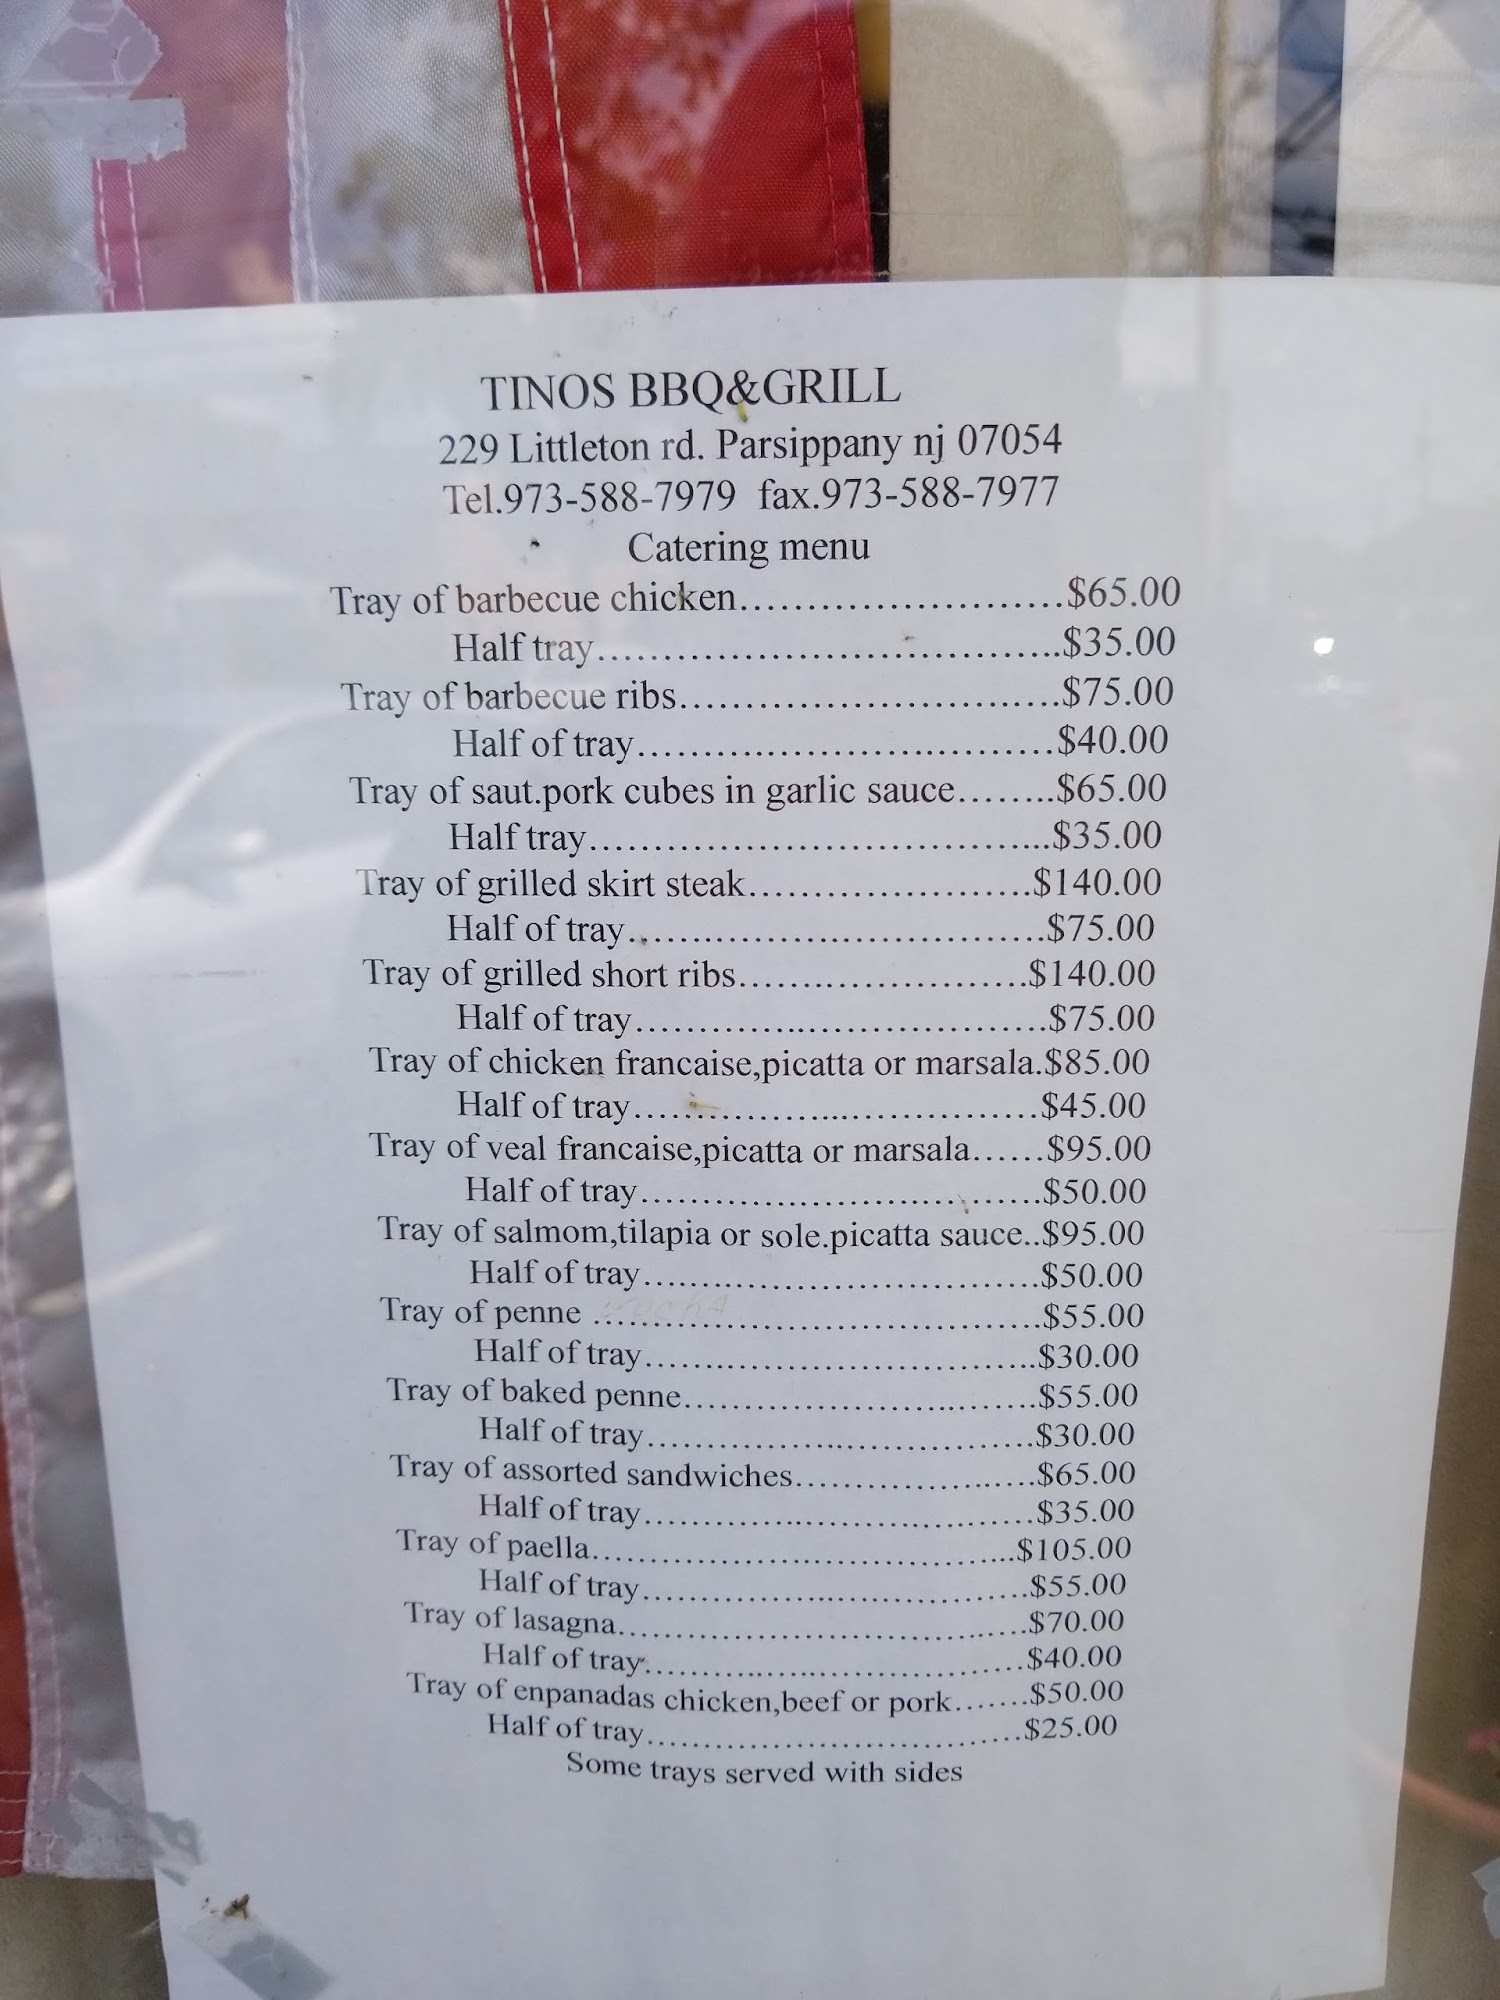 TINOS BBQ&GRILL
229 Littleton rd. Parsippany nj 07054
Tel.973-588-7979 fax.973-588-7977
Catering menu
Tray of barbecue chicken........................$65.00
Half tray...................................$35.00
Tray of barbecue ribs............................$75.00
Half of tray...............................$40.00
Tray of saut.pork cubes in garlic sauce........$65.00
Half tray...................................$35.00
Tray of grilled skirt steak.....................$140.00
Half of tray...............................$75.00
Tray of grilled short ribs......................$140.00
Half of tray...............................$75.00
Tray of chicken francaise,picatta or marsala.$85.00
Half of tray...............................$45.00
Tray of veal francaise,picatta or marsala......$95.00
Half of tray...............................$50.00
Tray of salmom,tilapia or sole.picatta sauce..$95.00
Half of tray...............................$50.00
Tray of penne ..................................$55.00
Half of tray...............................$30.00
Tray of baked penne...........................$55.00
Half of tray...............................$30.00
Tray of assorted sandwiches...................$65.00
Half of tray...............................$35.00
Tray of paella.................................$105.00
Half of tray...............................$55.00
Tray of lasagna................................$70.00
Half of tray...............................$40.00
Tray of enpanadas chicken,beef or pork.......$50.00
Half of tray...............................$25.00
Some trays served with sides